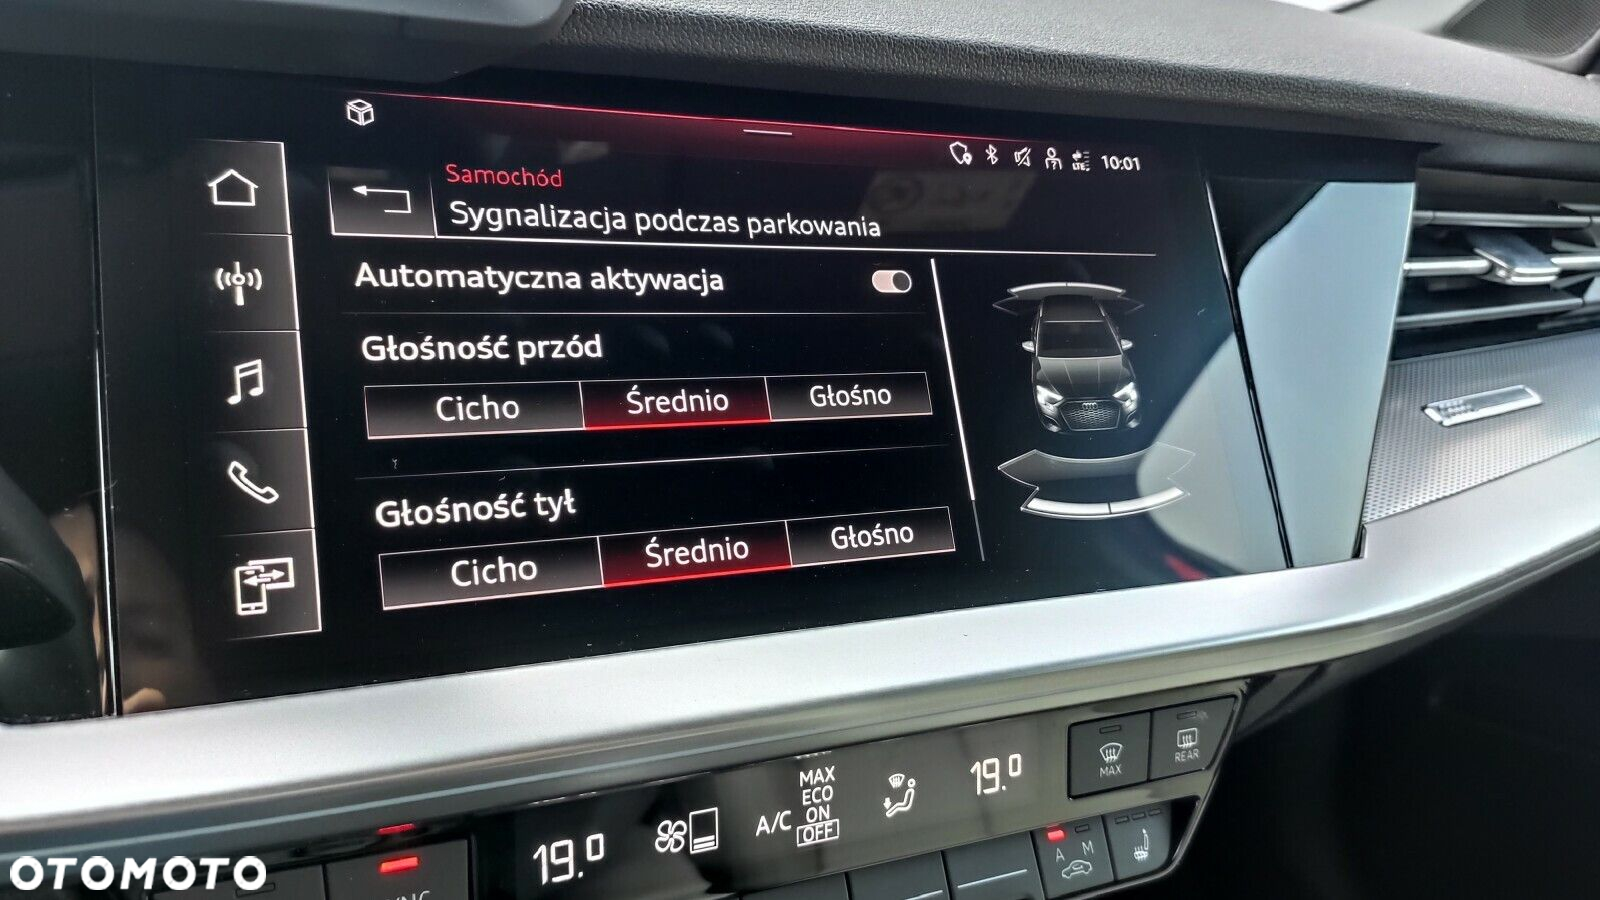 10:01
LTE
Samochód
Sygnalizacja podczas parkowania
Automatyczna aktywacja
Głośność przód
Cicho Średnio Głośno
Głośność tył
Cicho Średnio Głośno
MAX
REAR
19.0
A/C
MAX
ECO
ON
OFF
19.0
A M
OTOMOTO